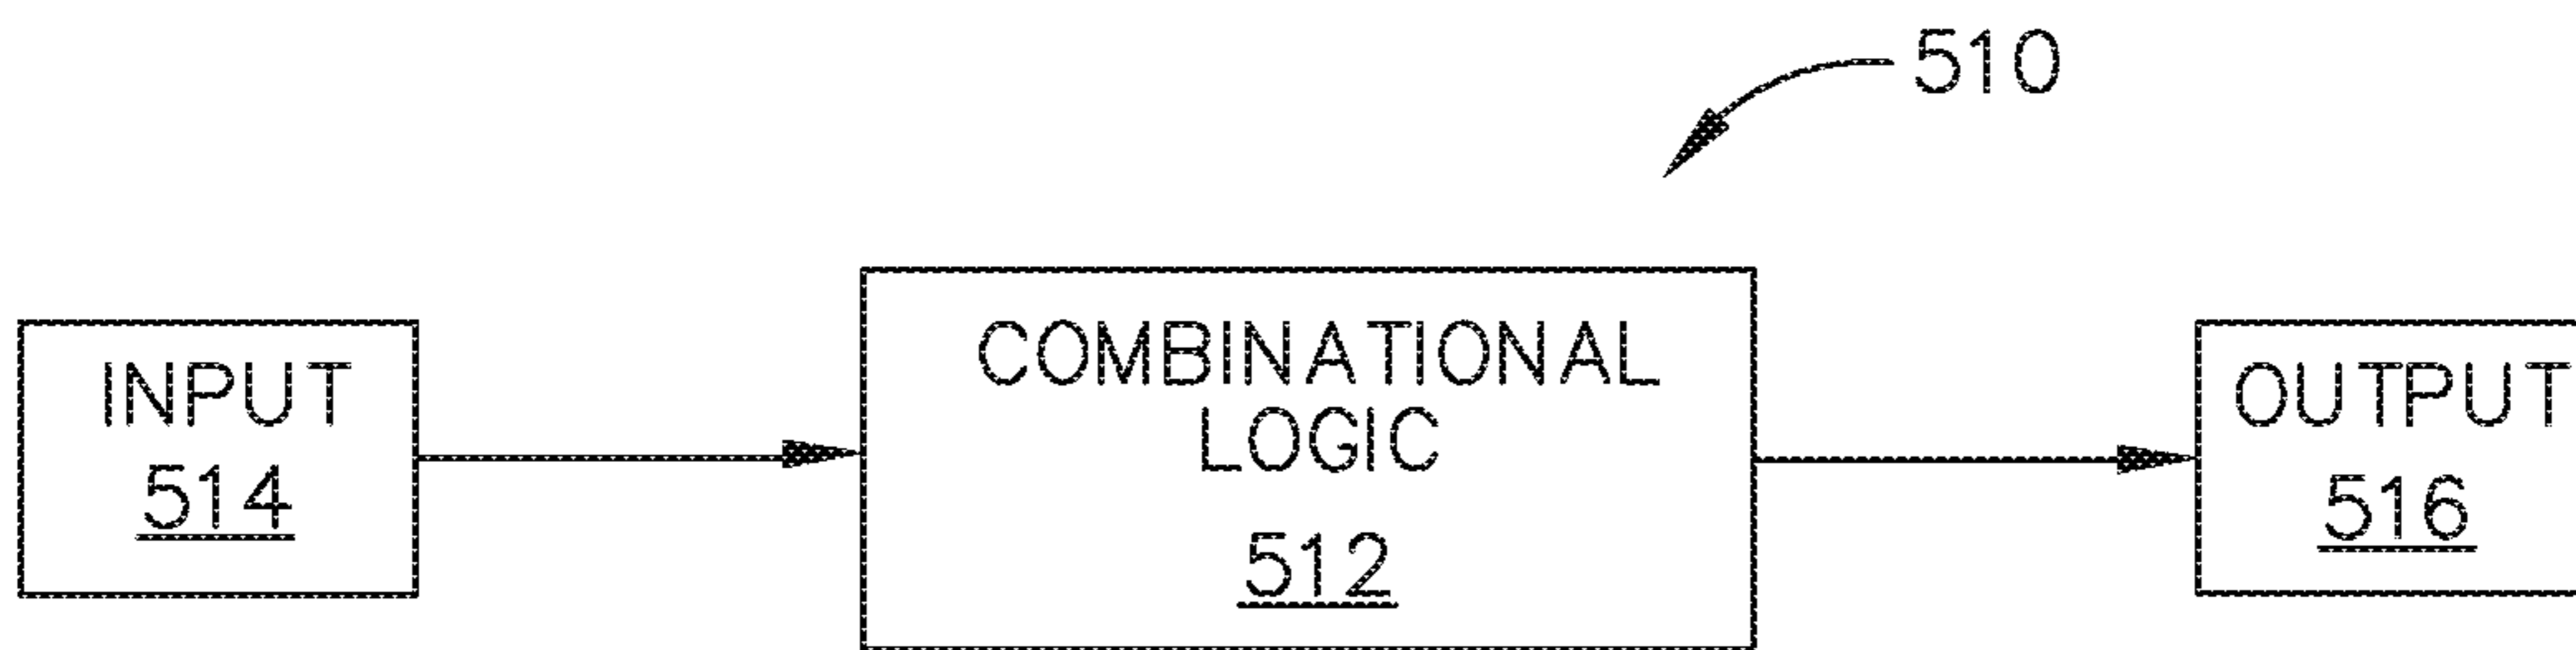 510
INPUT
514
COMBINATIONAL
LOGIC
512
OUTPUT
516